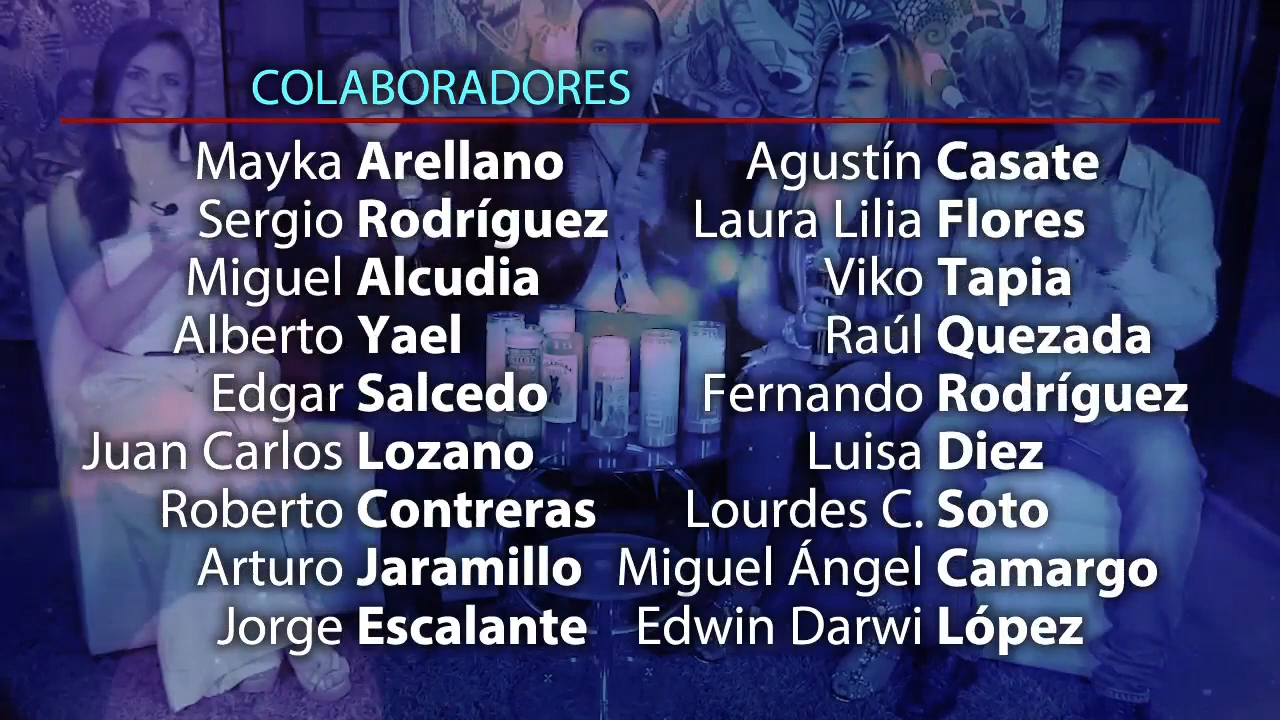 COLABORADORES
Mayka Arellano
Sergio Rodríguez
Miguel Alcudia
Alberto Yael
Edgar Salcedo
Juan Carlos Lozano
Roberto Contreras
Arturo Jaramillo
Jorge Escalante
Agustín Casate
Laura Lilia Flores
Viko Tapia
Raúl Quezada
Fernando Rodríguez
Luisa Diez
Lourdes C. Soto
Miguel Ángel Camargo
Edwin Darwi López